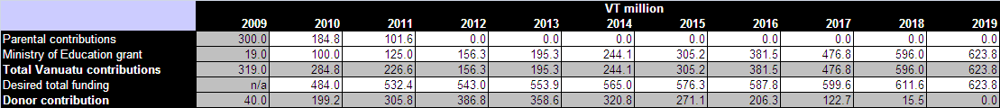 VT million
2009 2010 2011 2012 2013 2014 2015 2016 2017 2018 2019
Parental contributions 300.0 184.8 101.6 0.0 0.0 0.0 0.0 0.0 0.0 0.0 0.0
Ministry of Education grant 19.0 100.0 125.0 156.3 195.3 244.1 305.2 381.5 476.8 596.0 623.8
Total Vanuatu contributions 319.0 284.8 226.6 156.3 195.3 244.1 305.2 381.5 476.8 596.0 623.8
Desired total funding n/a 484.0 532.4 543.0 553.9 565.0 576.3 587.8 599.6 611.6 623.8
Donor contribution 40.0 199.2 305.8 386.8 358.6 320.8 271.1 206.3 122.7 15.5 0.0